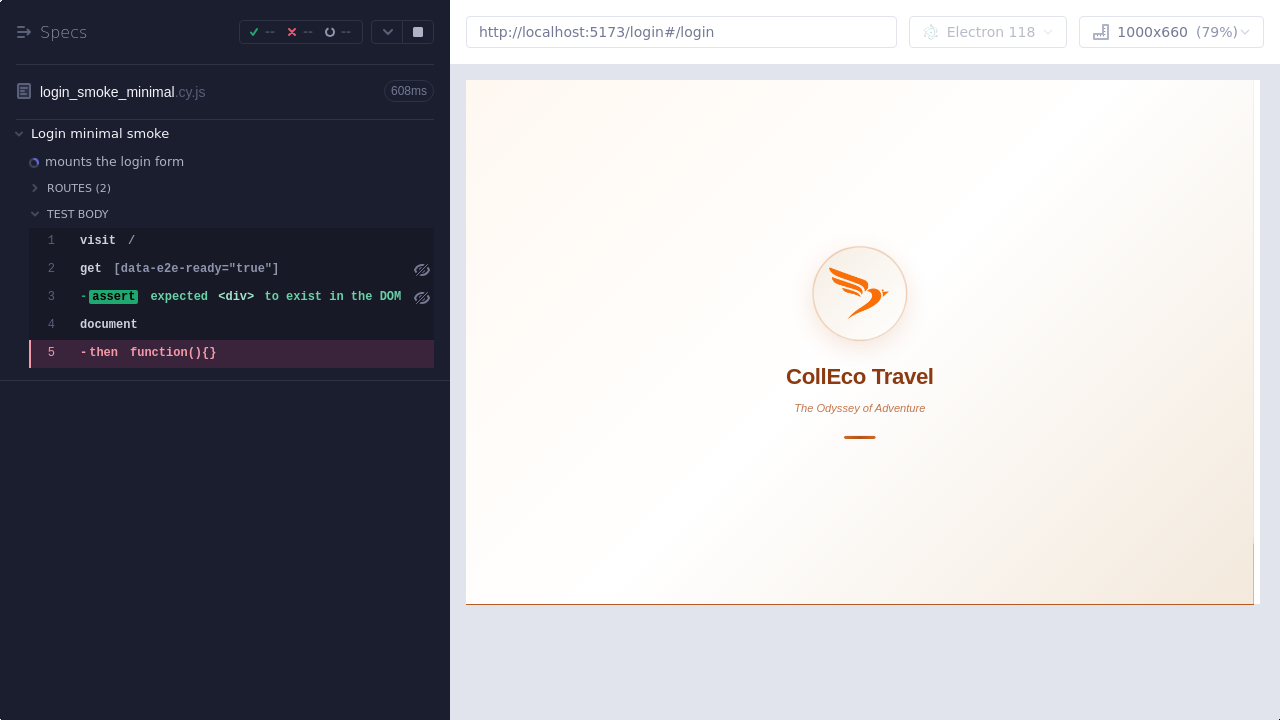 Specs
-- -- --
login_smoke_minimal.cy.js 608ms
Login minimal smoke
mounts the login form
ROUTES (2)
TEST BODY
1 visit /
2 get [data-e2e-ready="true"]
3 -assert expected <div> to exist in the DOM
4 document
5 -then function(){}
http://localhost:5173/login#/login
Electron 118
1000x660 (79%)
CollEco Travel
The Odyssey of Adventure